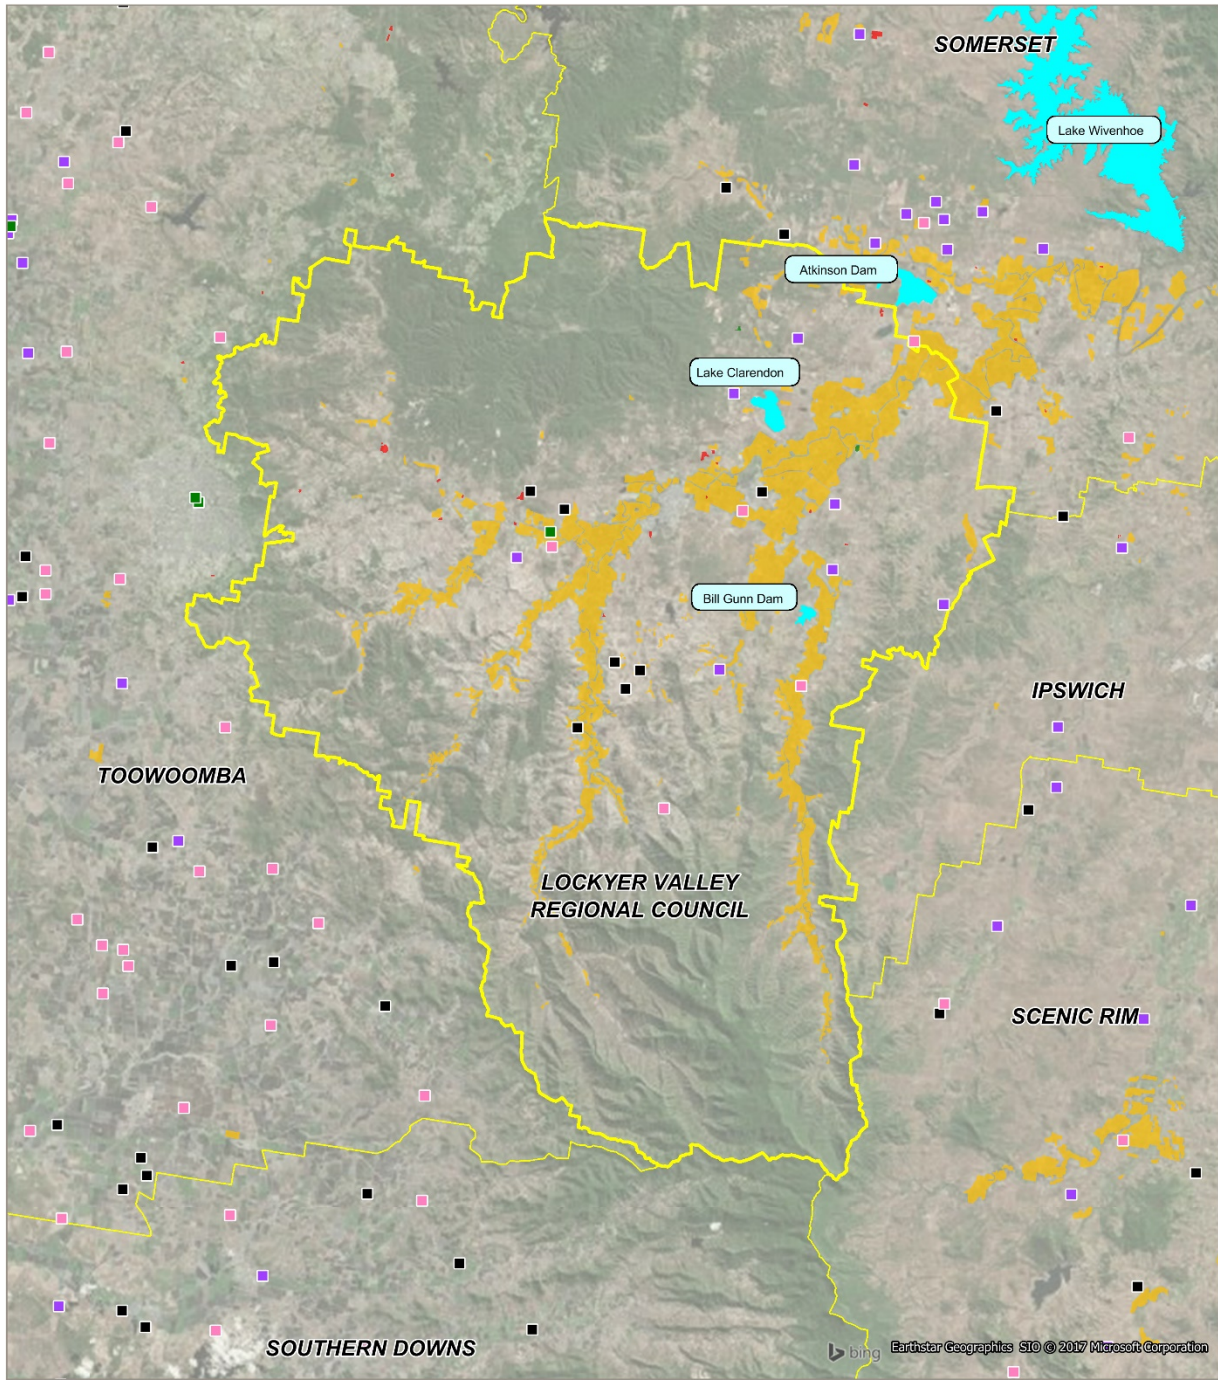 SOMERSET
Lake Wivenhoe
Atkinson Dam
Lake Clarendon
Bill Gunn Dam
IPSWICH
TOOWOOMBA
LOCKYER VALLEY
REGIONAL COUNCIL
SCENIC RIM
SOUTHERN DOWNS
bing
Earthstar Geographics SIO © 2017 Microsoft Corporation